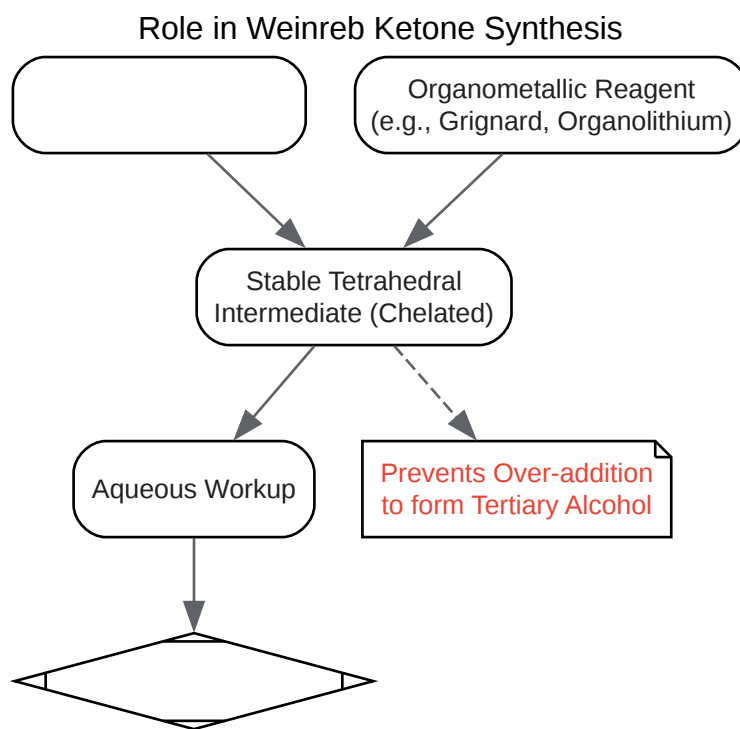 Role in Weinreb Ketone Synthesis
Organometallic Reagent
(e.g., Grignard, Organolithium)
Stable Tetrahedral
Intermediate (Chelated)
Aqueous Workup
Prevents Over-addition
to form Tertiary Alcohol